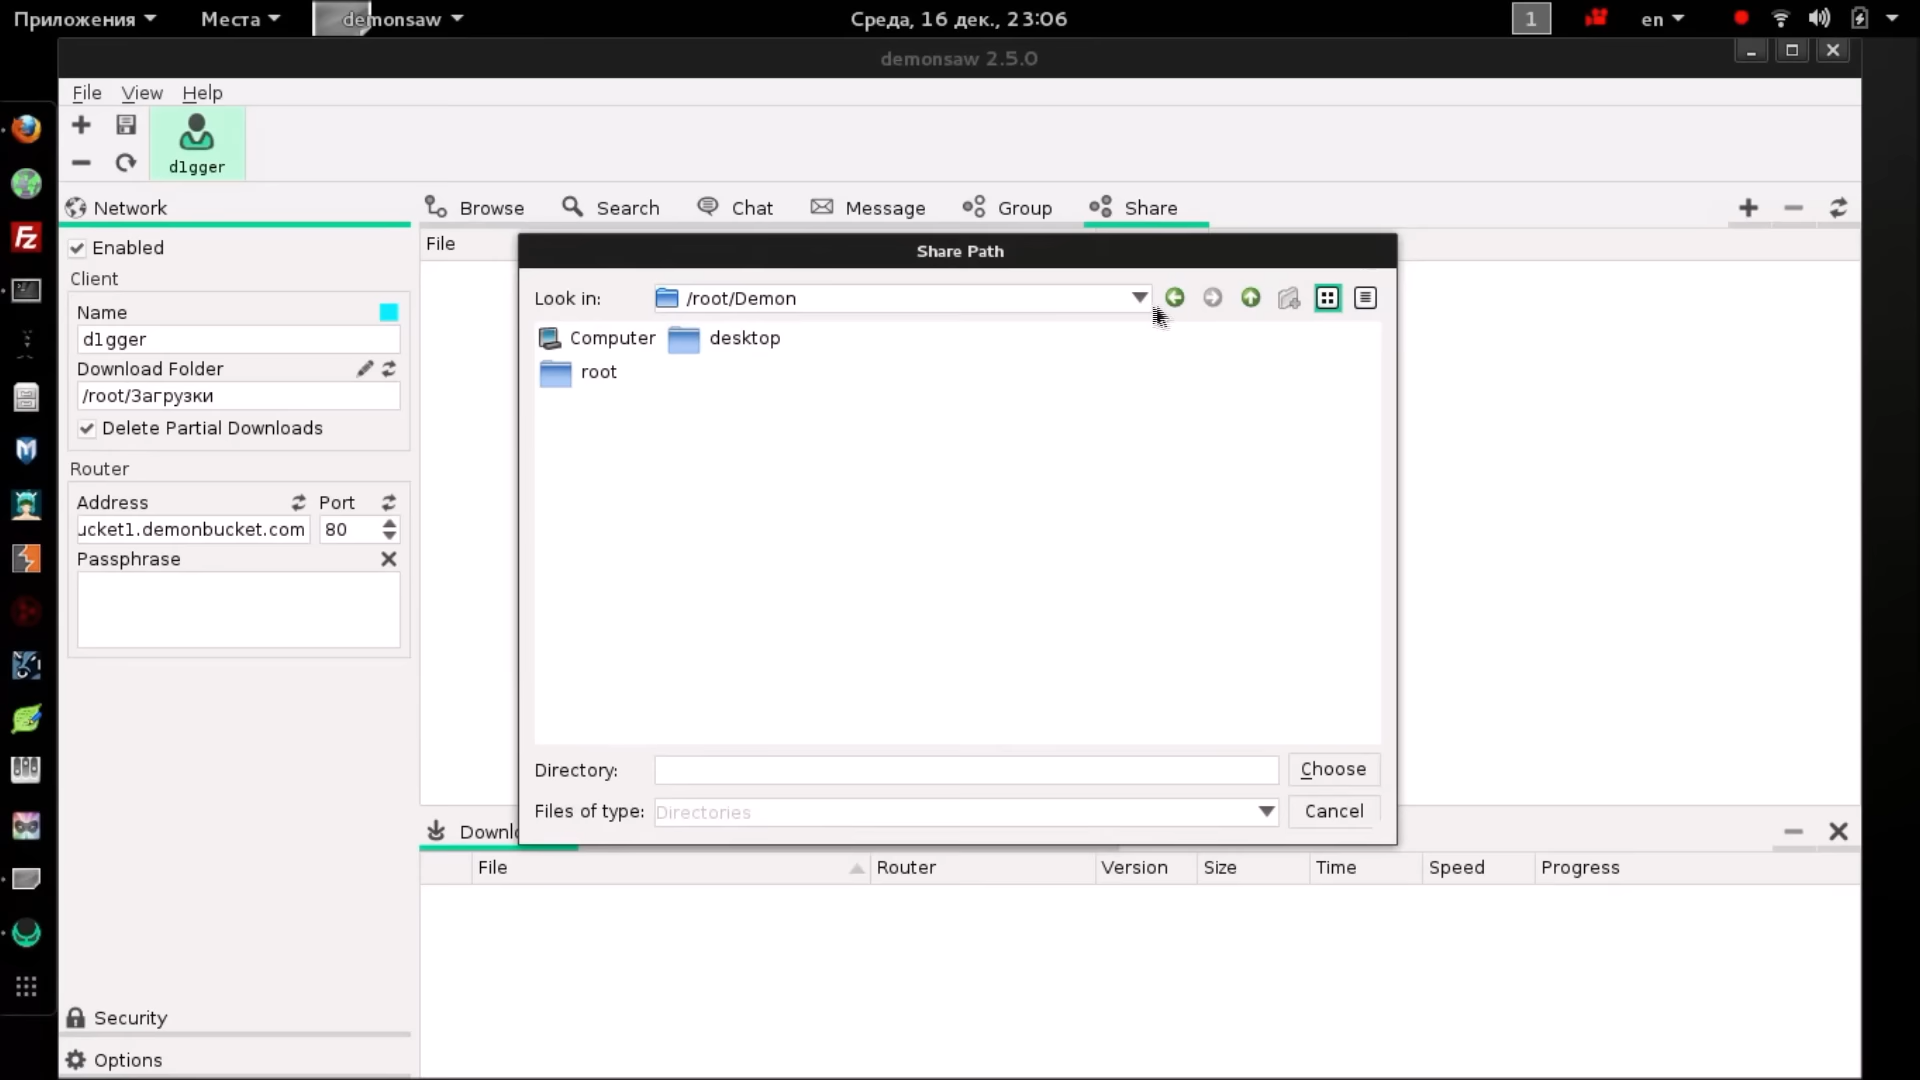 Приложения Места demonsaw Среда, 16 дек., 23:06 1 en
demonsaw 2.5.0
File View Help
d1gger
Network
Browse Search Chat Message Group Share
Enabled
File
Client
Name
d1gger
Download Folder
/root/Загрузки
Delete Partial Downloads
Router
Address Port
ucket1.demonbucket.com 80
Passphrase
Share Path
Look in: /root/Demon
Computer desktop
root
Directory: Choose
Files of type: Directories Cancel
File Router Version Size Time Speed Progress
Security
Options